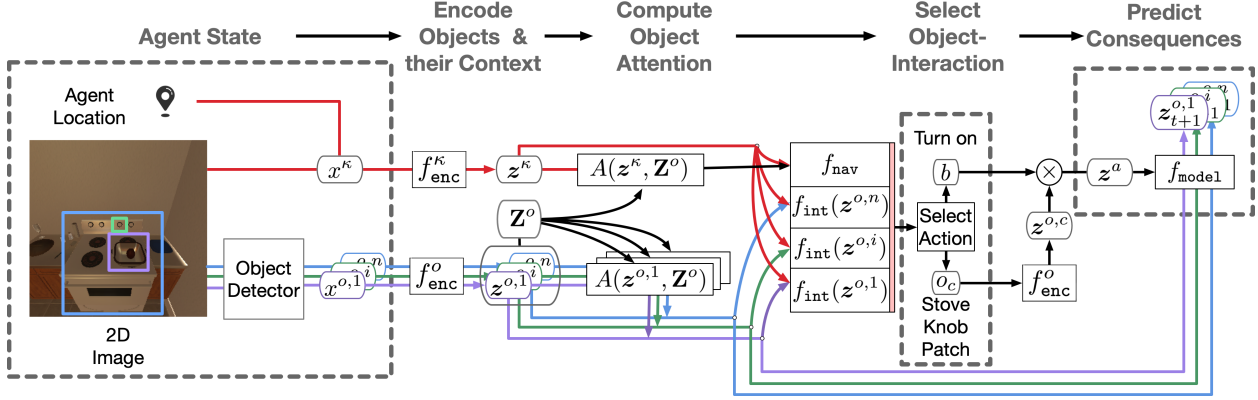 Agent State
Encode
Objects &
their Context
Compute
Object
Attention
Select
Object-
Interaction
Predict
Consequences
Agent
Location
2D
Image
Object
Detector
x^κ
x^{o,n}
x^{o,i}
x^{o,1}
f^κ_enc
f^o_enc
z^κ
Z^o
z^{o,n}
z^{o,i}
z^{o,1}
A(z^κ, Z^o)
A(z^{o,1}, Z^o)
f_nav
f_int(z^{o,n})
f_int(z^{o,i})
f_int(z^{o,1})
Turn on
b
Select
Action
o_c
Stove
Knob
Patch
⊗
z^{o,c}
f^o_enc
z^a
f_model
z^{o,1}_{t+1}